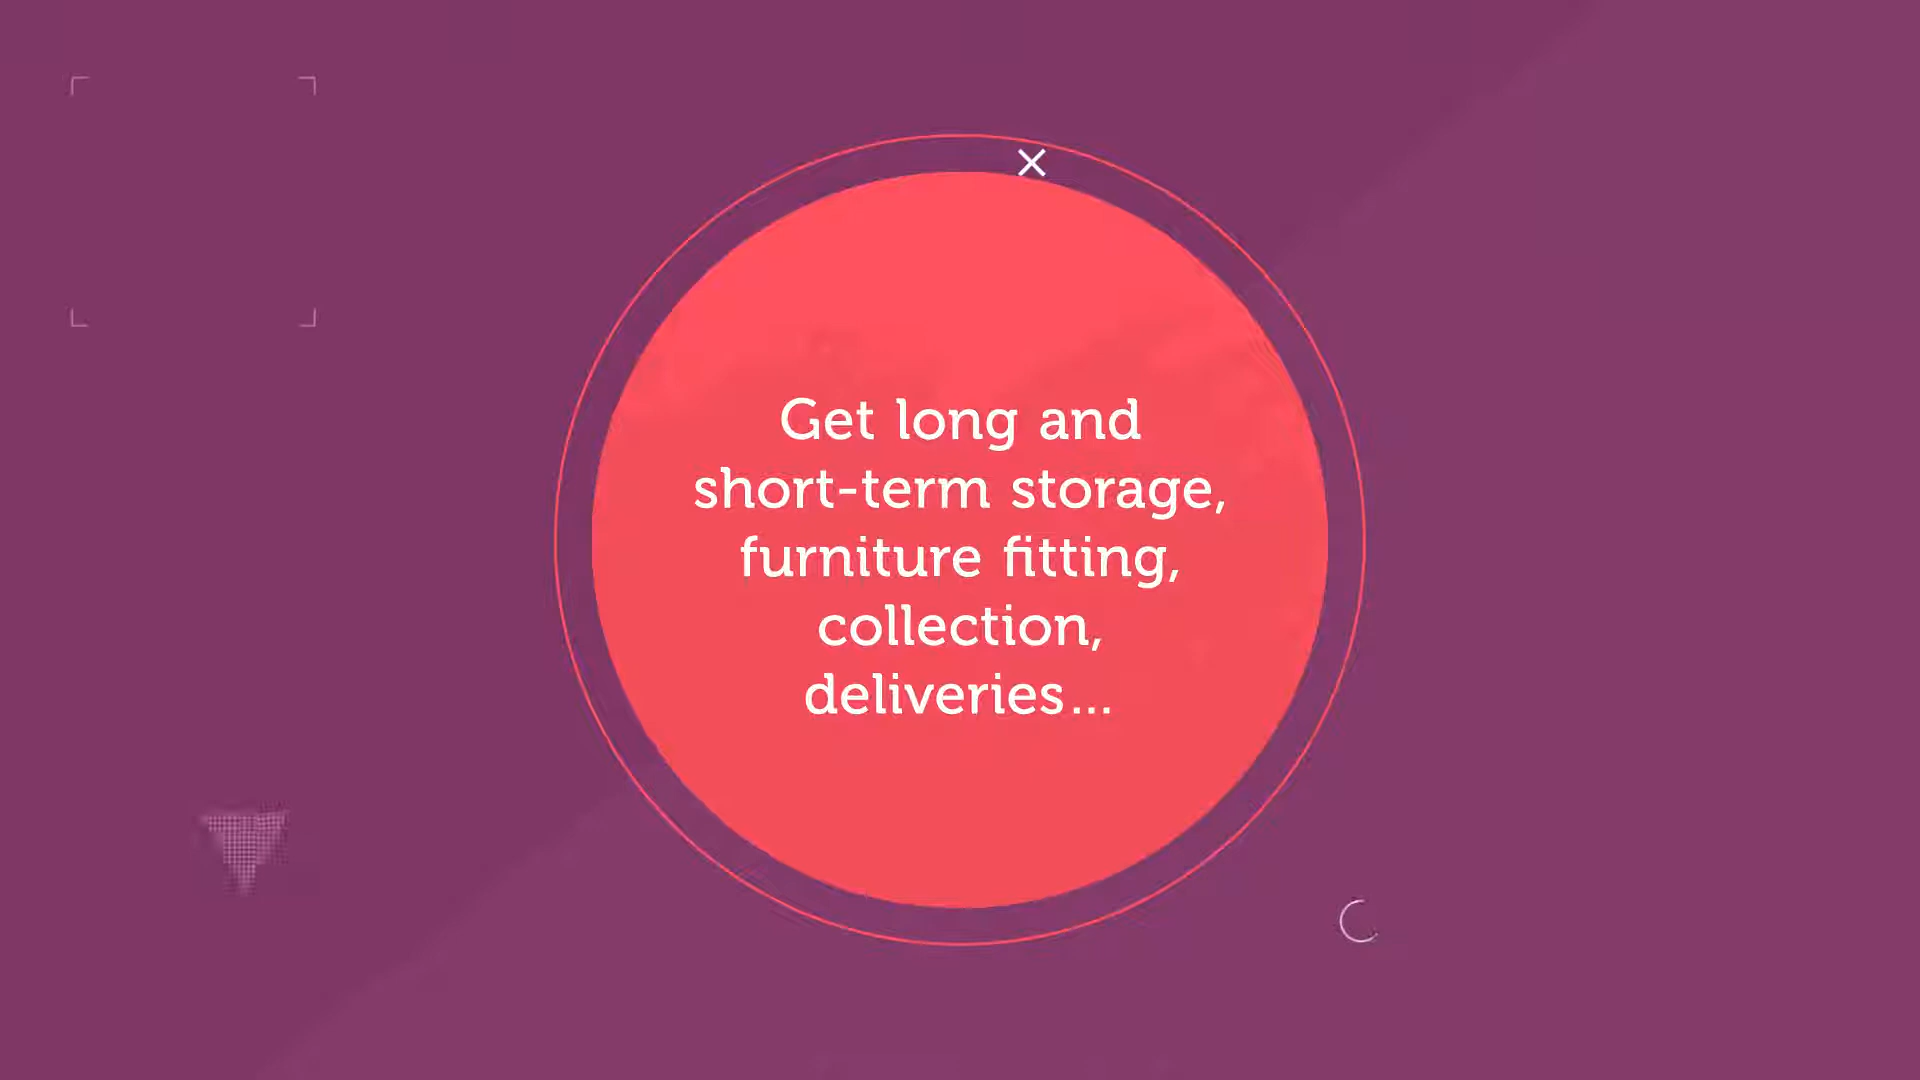 Get long and
short-term storage,
furniture fitting,
collection,
deliveries...